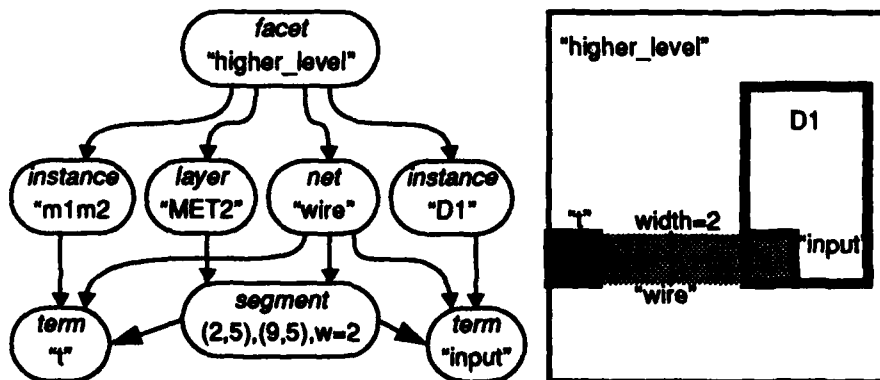 facet
"higher_level"
instance
"m1m2
layer
"MET2"
net
"wire"
instance
"D1"
term
"t"
segment
(2,5),(9,5),w=2
term
"input"
"higher_level"
D1
"t"
width=2
"input"
"wire"